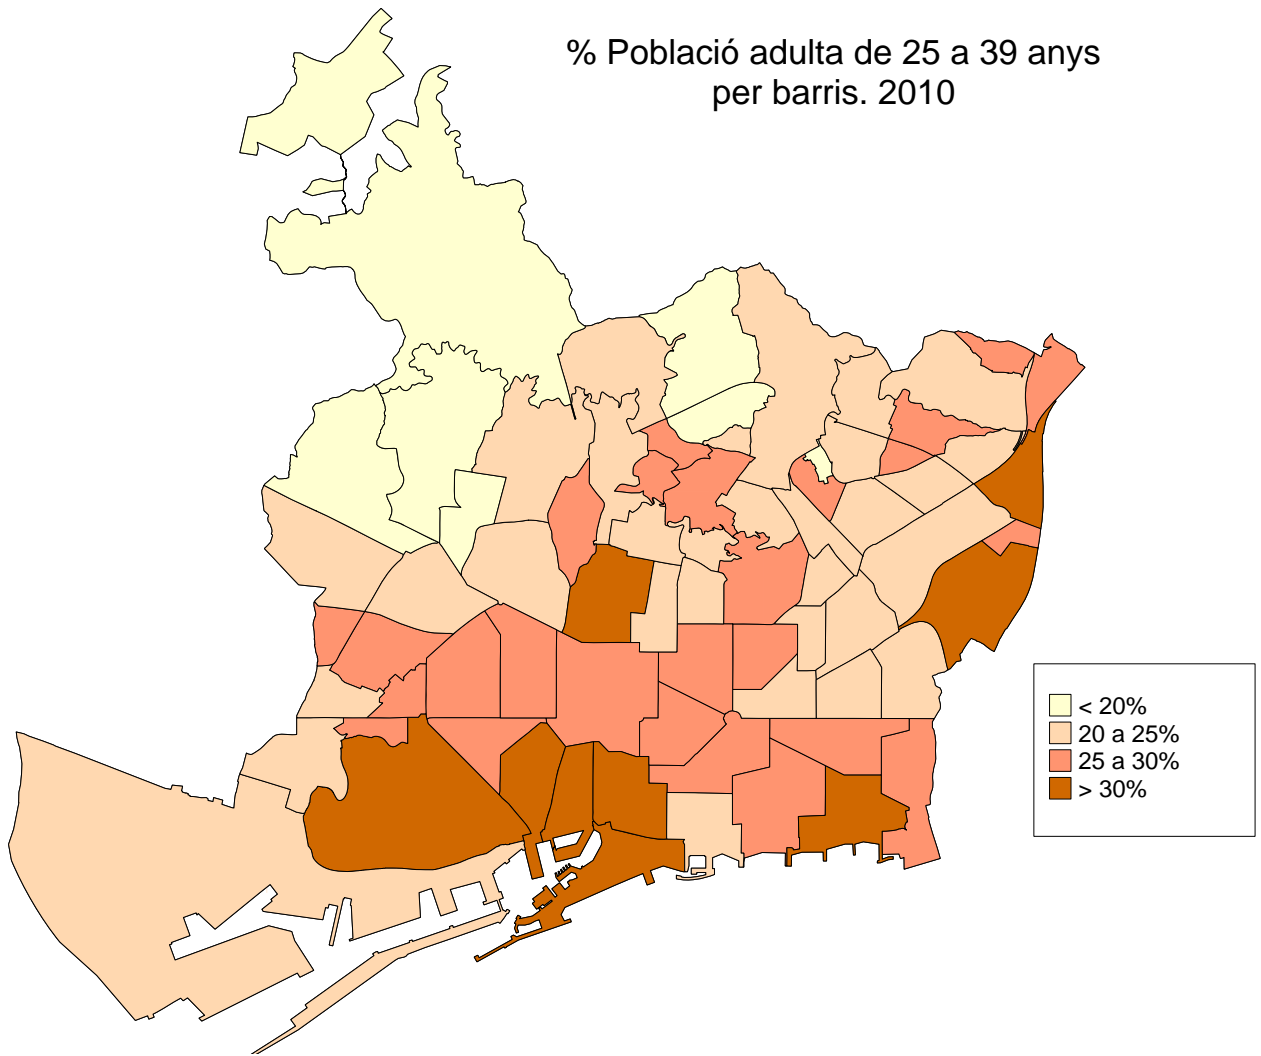 % Població adulta de 25 a 39 anys
per barris. 2010
< 20%
20 a 25%
25 a 30%
> 30%